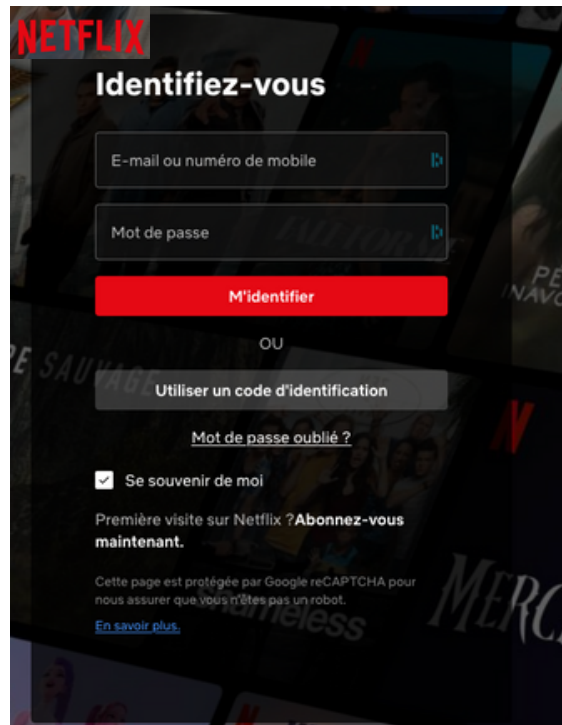 NETFLIX
Identifiez-vous
E-mail ou numéro de mobile
Mot de passe
M'identifier
OU
Utiliser un code d'identification
Mot de passe oublié ?
Se souvenir de moi
Première visite sur Netflix ?Abonnez-vous
maintenant.
Cette page est protégée par Google reCAPTCHA pour
nous assurer que vous n'êtes pas un robot.
En savoir plus.
SAUVAGE
shameless